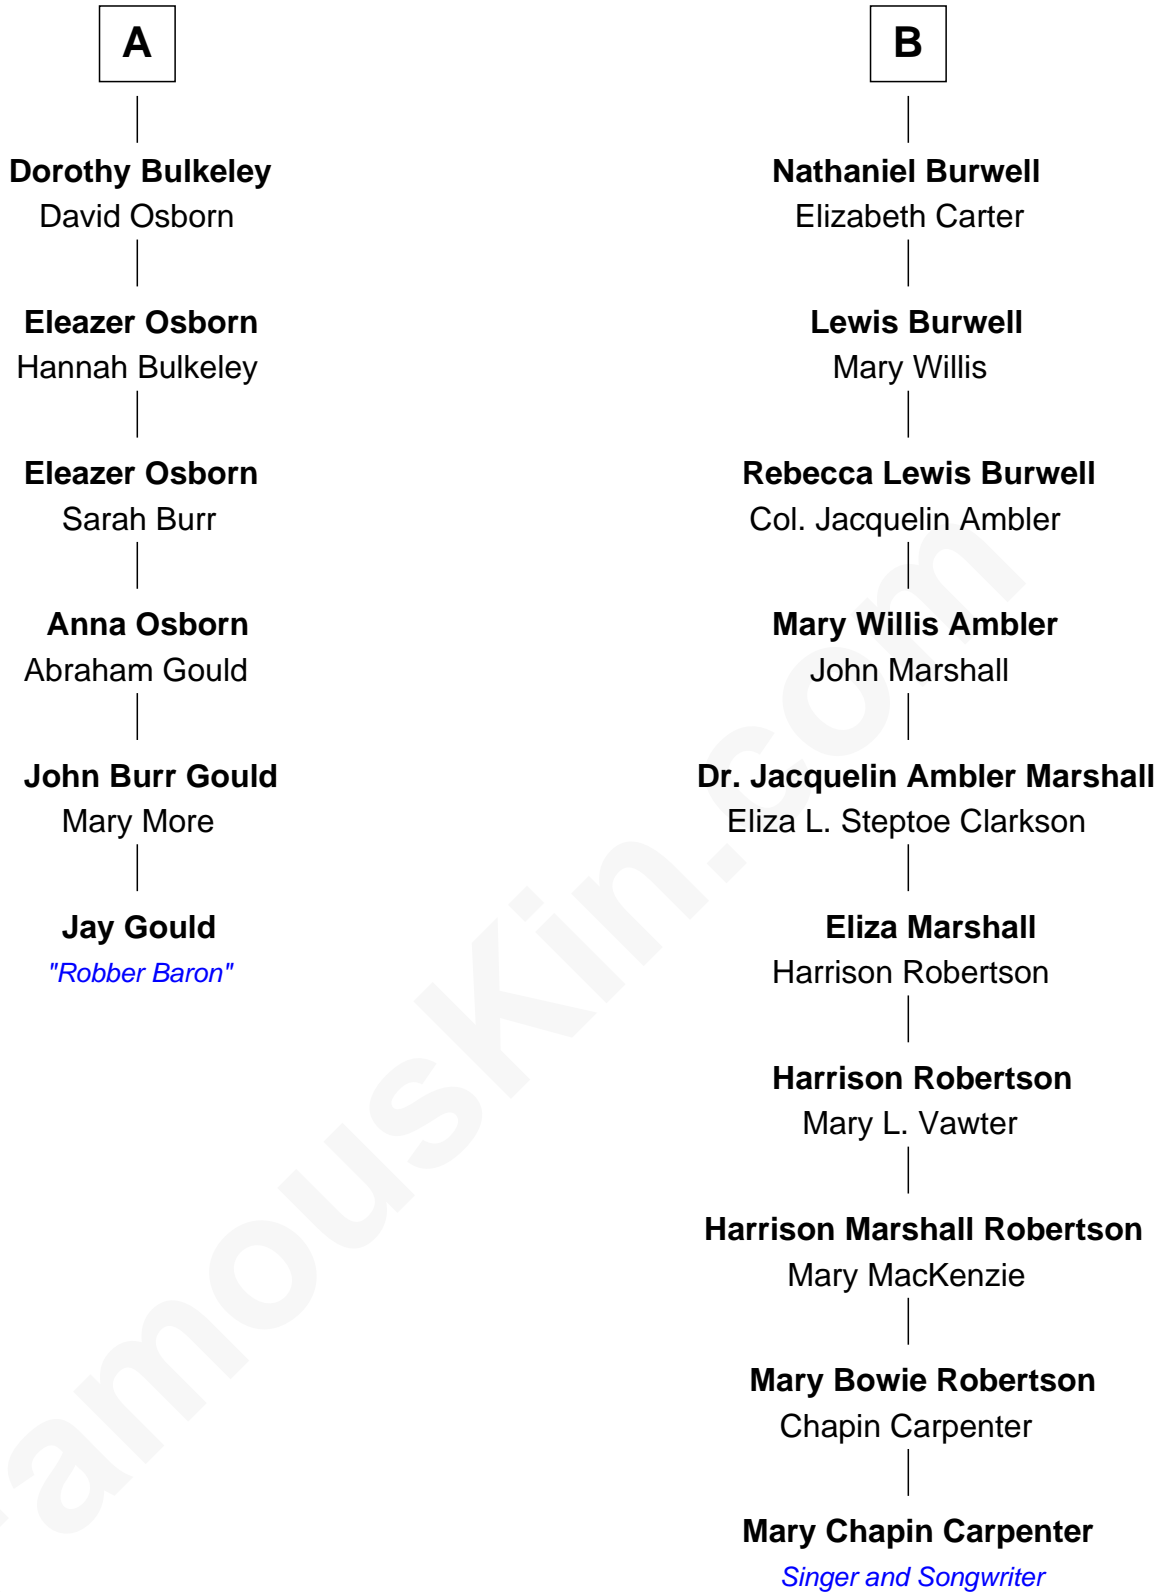 A
Dorothy Bulkeley
David Osborn
Eleazer Osborn
Hannah Bulkeley
Eleazer Osborn
Sarah Burr
Anna Osborn
Abraham Gould
John Burr Gould
Mary More
Jay Gould
"Robber Baron"
B
Nathaniel Burwell
Elizabeth Carter
Lewis Burwell
Mary Willis
Rebecca Lewis Burwell
Col. Jacquelin Ambler
Mary Willis Ambler
John Marshall
Dr. Jacquelin Ambler Marshall
Eliza L. Steptoe Clarkson
Eliza Marshall
Harrison Robertson
Harrison Robertson
Mary L. Vawter
Harrison Marshall Robertson
Mary MacKenzie
Mary Bowie Robertson
Chapin Carpenter
Mary Chapin Carpenter
Singer and Songwriter
FamousKin.com